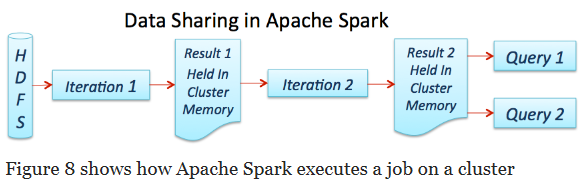 Data Sharing in Apache Spark
H
D
F
S
Iteration 1
Result 1
Held In
Cluster
Memory
Iteration 2
Result 2
Held In
Cluster
Memory
Query 1
Query 2
Figure 8 shows how Apache Spark executes a job on a cluster